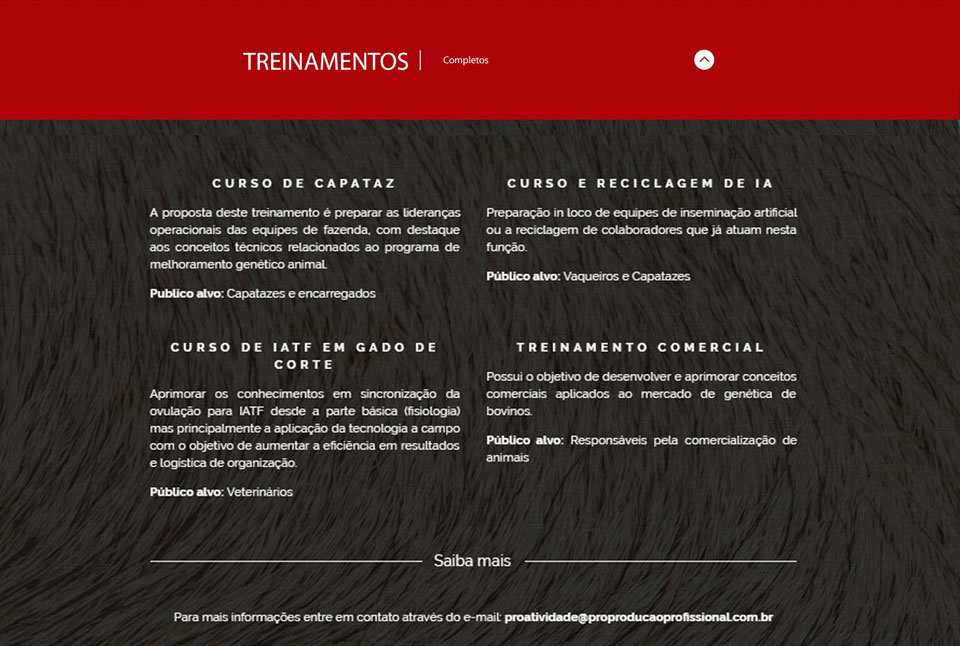 TREINAMENTOS | Completos
CURSO DE CAPATAZ
A proposta deste treinamento é preparar as lideranças
operacionais das equipes de fazenda, com destaque
aos conceitos técnicos relacionados ao programa de
melhoramento genético animal.
Publico alvo: Capatazes e encarregados
CURSO E RECICLAGEM DE IA
Preparação in loco de equipes de inseminação artificial
ou a reciclagem de colaboradores que já atuam nesta
função.
Público alvo: Vaqueiros e Capatazes
CURSO DE IATF EM GADO DE
CORTE
Aprimorar os conhecimentos em sincronização da
ovulação para IATF desde a parte básica (fisiologia)
mas principalmente a aplicação da tecnologia a campo
com o objetivo de aumentar a eficiência em resultados
e logística de organização.
Público alvo: Veterinários
TREINAMENTO COMERCIAL
Possui o objetivo de desenvolver e aprimorar conceitos
comerciais aplicados ao mercado de genética de
bovinos.
Público alvo: Responsáveis pela comercialização de
animais
Saiba mais
Para mais informações entre em contato através do e-mail: proatividade@proproducaoprofissional.com.br